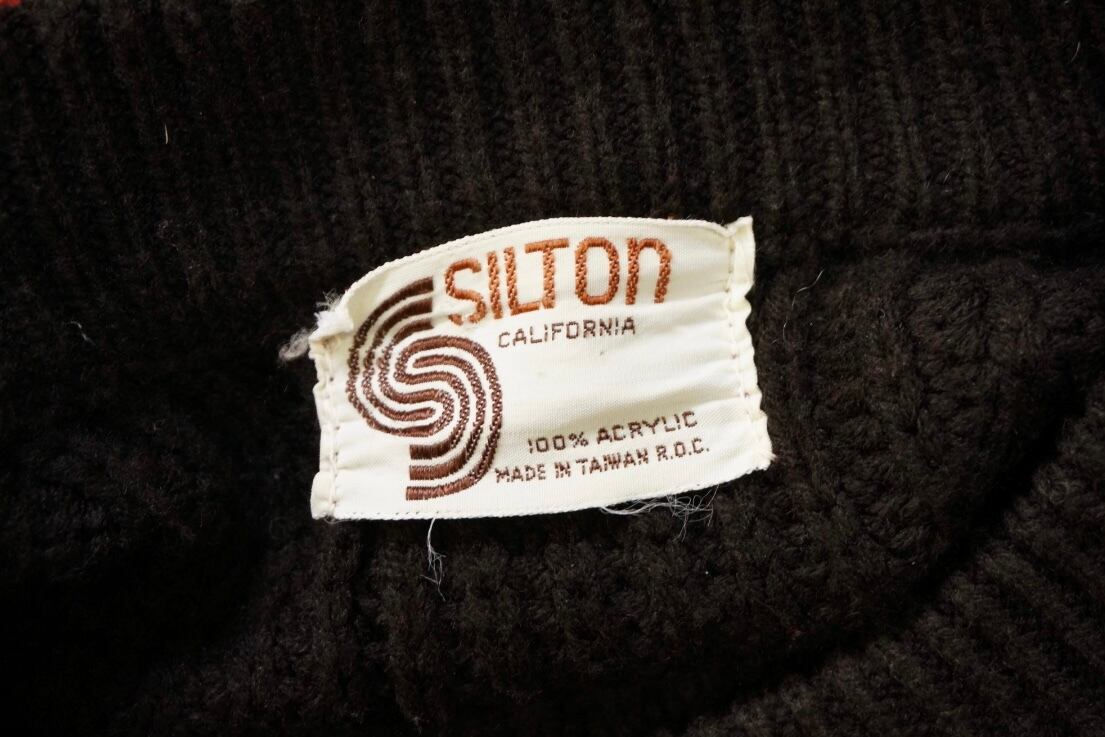 SILTON
CALIFORNIA
100% ACRYLIC
MADE IN TAIWAN R.O.C.